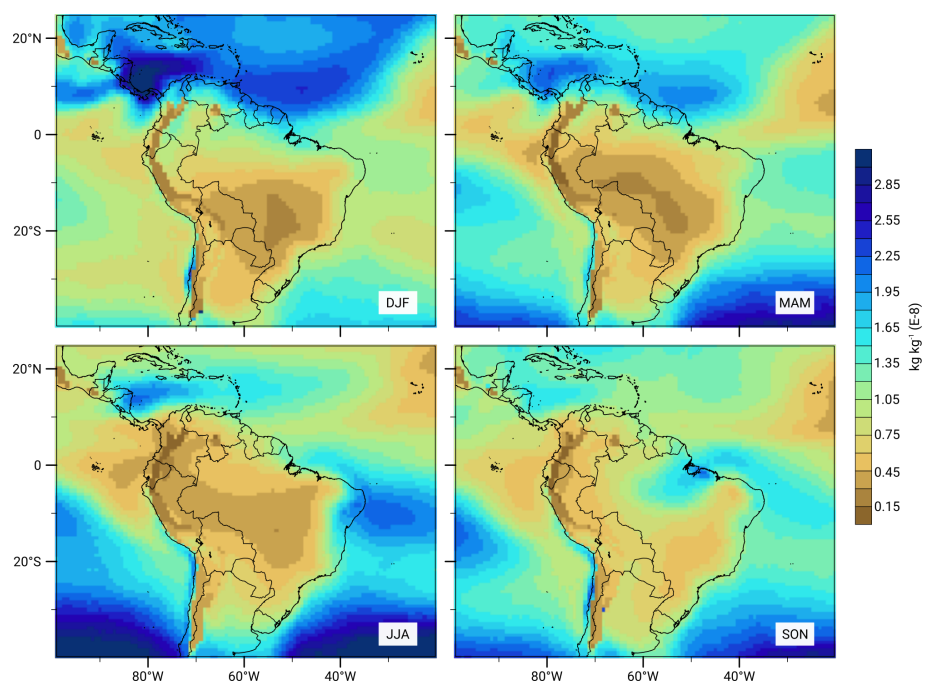 20°N
0
20°S
DJF
MAM
20°N
0
20°S
JJA
SON
80°W
60°W
40°W
80°W
60°W
40°W
2.85
2.55
2.25
1.95
1.65
1.35
1.05
0.75
0.45
0.15
kg kg⁻¹ (E-8)